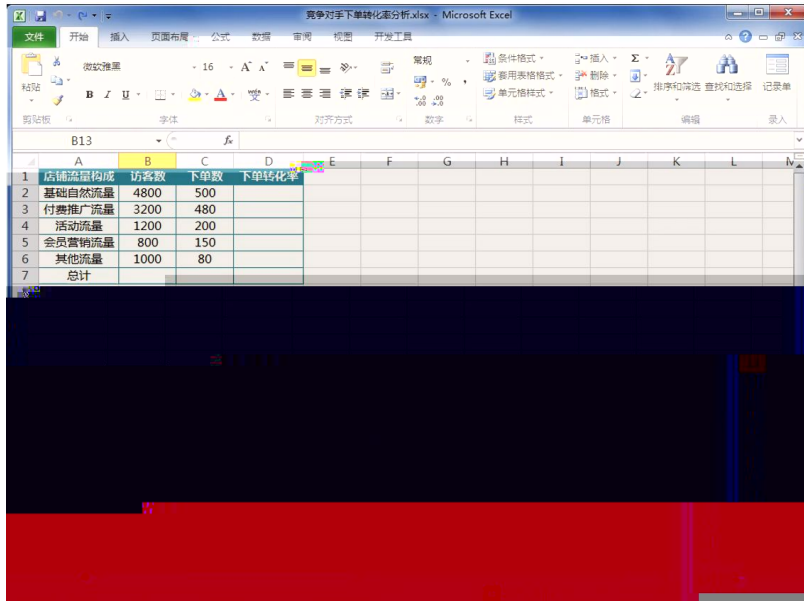 竞争对手下单转化率分析.xlsx - Microsoft Excel
文件 开始 插入 页面布局 公式 数据 审阅 视图 开发工具
粘贴 微软雅黑 16 常规 条件格式 套用表格格式 单元格样式 插入 删除 格式 排序和筛选 查找和选择 记录单
剪贴板 字体 对齐方式 数字 样式 单元格 编辑 录入
B13 fx
A B C D E F G H I J K L
1 店铺流量构成 访客数 下单数 下单转化率
2 基础自然流量 4800 500
3 付费推广流量 3200 480
4 活动流量 1200 200
5 会员营销流量 800 150
6 其他流量 1000 80
7 总计